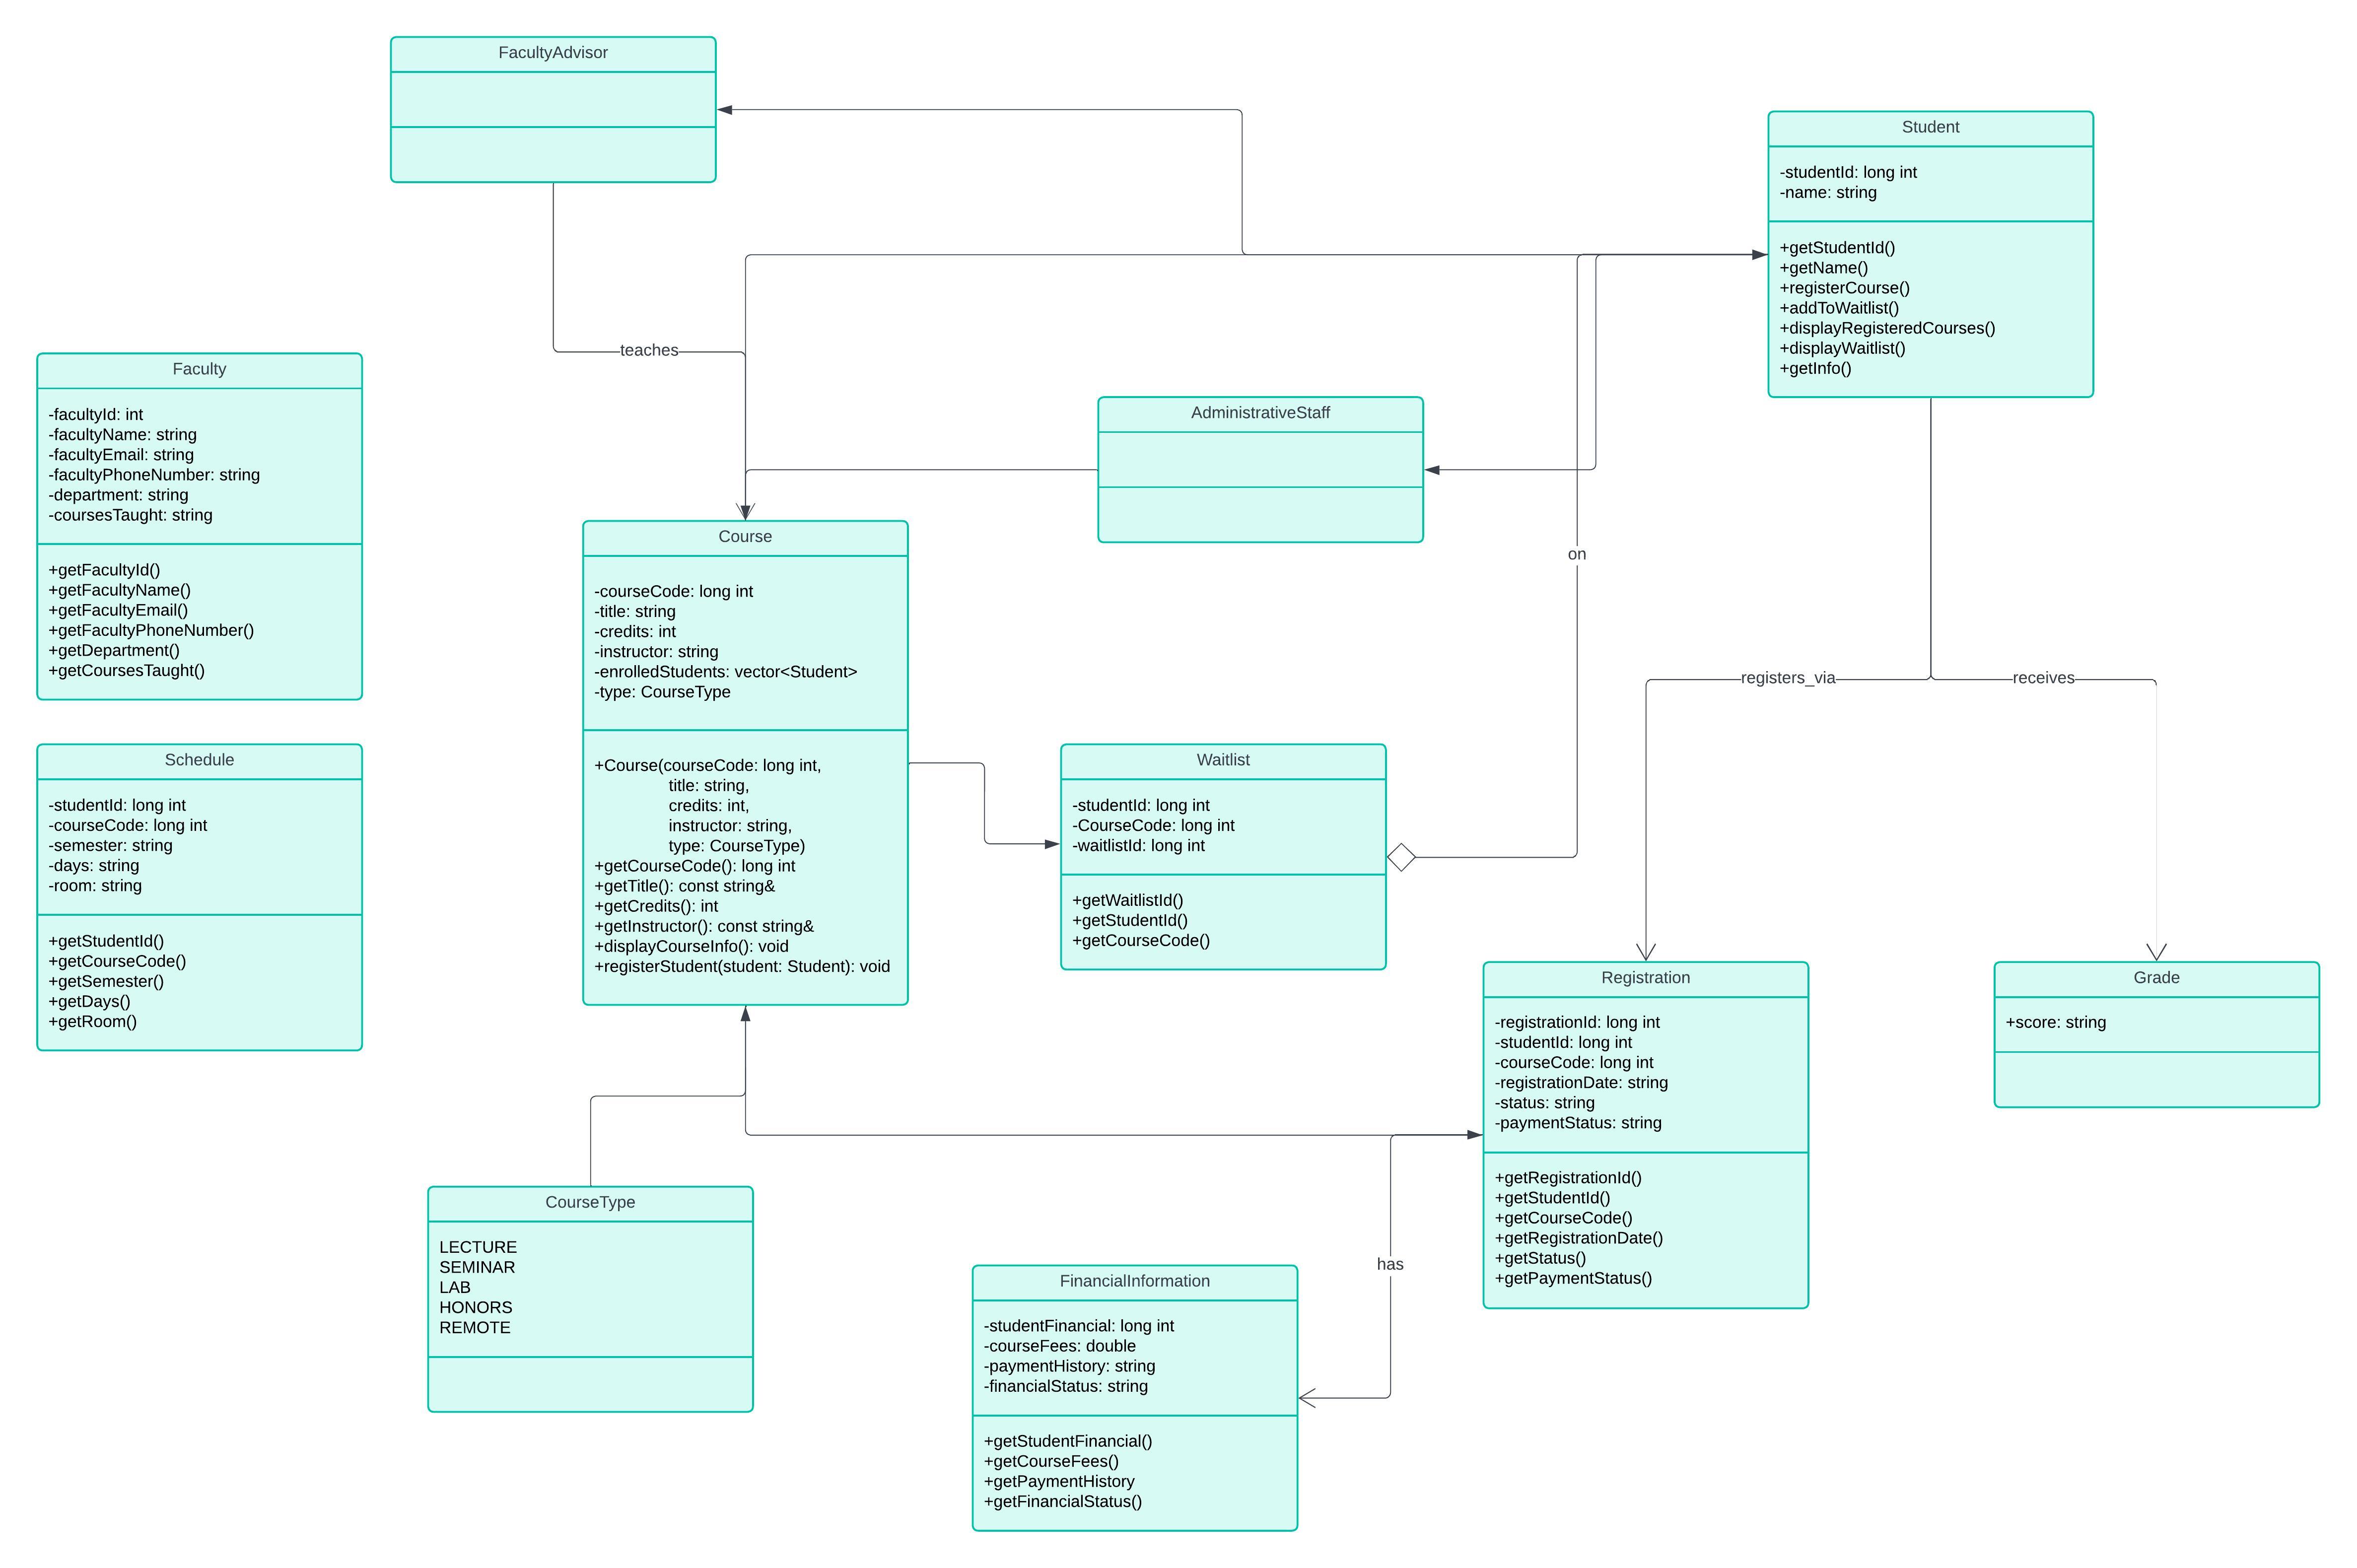 FacultyAdvisor
Student
-studentId: long int
-name: string
+getStudentId()
+getName()
+registerCourse()
+addToWaitlist()
+displayRegisteredCourses()
+displayWaitlist()
+getInfo()
teaches
Faculty
-facultyId: int
-facultyName: string
-facultyEmail: string
-facultyPhoneNumber: string
-department: string
-coursesTaught: string
+getFacultyId()
+getFacultyName()
+getFacultyEmail()
+getFacultyPhoneNumber()
+getDepartment()
+getCoursesTaught()
AdministrativeStaff
on
Course
-courseCode: long int
-title: string
-credits: int
-instructor: string
-enrolledStudents: vector<Student>
-type: CourseType
+Course(courseCode: long int,
title: string,
credits: int,
instructor: string,
type: CourseType)
+getCourseCode(): long int
+getTitle(): const string&
+getCredits(): int
+getInstructor(): const string&
+displayCourseInfo(): void
+registerStudent(student: Student): void
registers_via
receives
Schedule
-studentId: long int
-courseCode: long int
-semester: string
-days: string
-room: string
+getStudentId()
+getCourseCode()
+getSemester()
+getDays()
+getRoom()
Waitlist
-studentId: long int
-CourseCode: long int
-waitlistId: long int
+getWaitlistId()
+getStudentId()
+getCourseCode()
Registration
-registrationId: long int
-studentId: long int
-courseCode: long int
-registrationDate: string
-status: string
-paymentStatus: string
+getRegistrationId()
+getStudentId()
+getCourseCode()
+getRegistrationDate()
+getStatus()
+getPaymentStatus()
Grade
+score: string
CourseType
LECTURE
SEMINAR
LAB
HONORS
REMOTE
has
FinancialInformation
-studentFinancial: long int
-courseFees: double
-paymentHistory: string
-financialStatus: string
+getStudentFinancial()
+getCourseFees()
+getPaymentHistory
+getFinancialStatus()